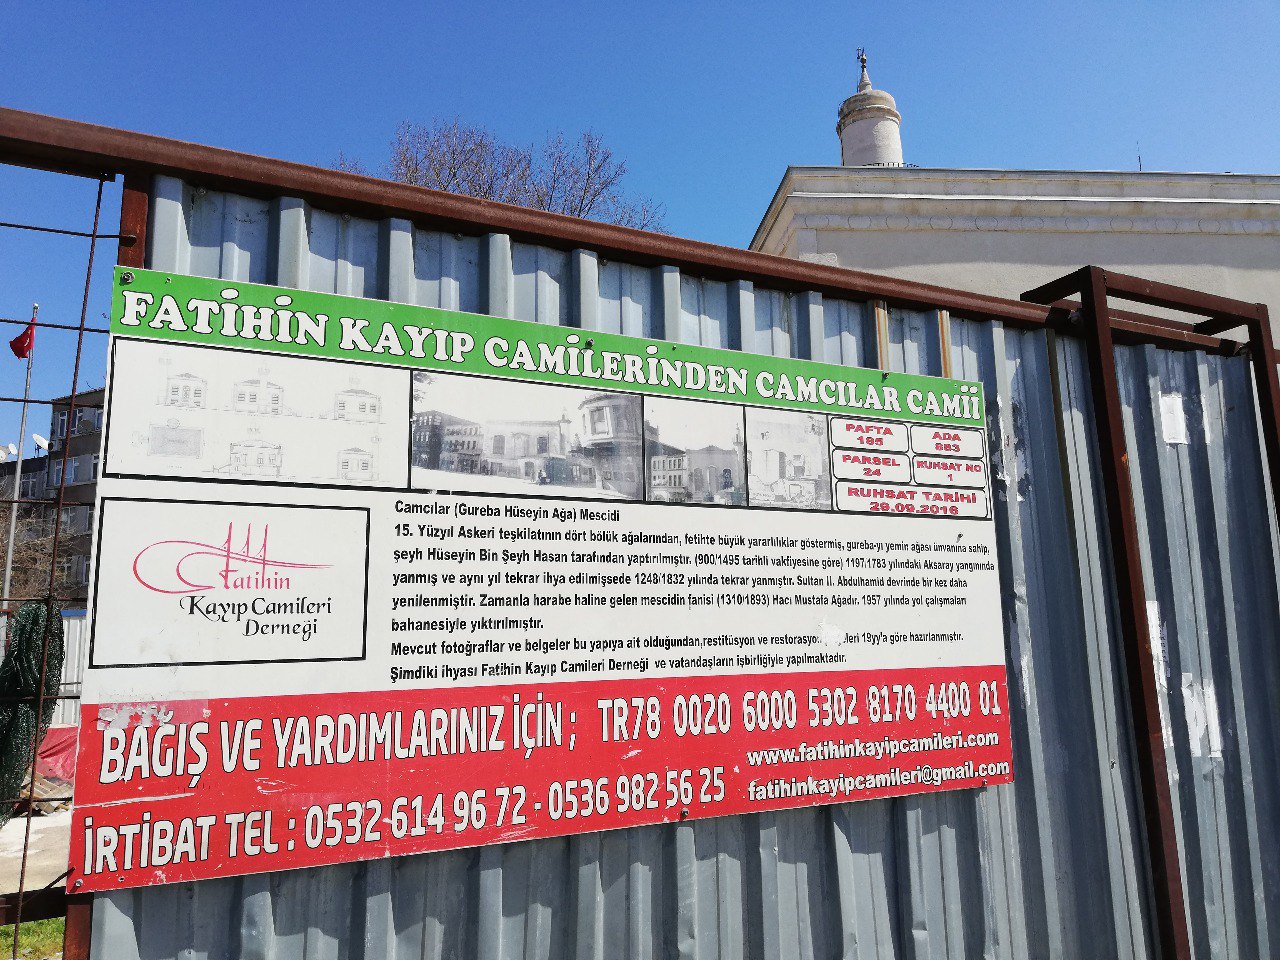 FATİHİN KAYIP CAMİLERİNDEN CAMCILAR CAMİİ
PAFTA
195
ADA
883
PARSEL
24
RUHSAT NO
1
RUHSAT TARİHİ
29.09.2016
Fatihin
Kayıp Camileri
Derneği
Camcılar (Gureba Hüseyin Ağa) Mescidi
15. Yüzyıl Askeri teşkilatının dört bölük ağalarından, fetihte büyük yararlılıklar göstermiş, gureba-yı yemin ağası ünvanına sahip,
şeyh Hüseyin Bin Şeyh Hasan tarafından yaptırılmıştır. (900/1495 tarihli vakfiyesine göre) 1197/1783 yılındaki Aksaray yangınında
yanmış ve aynı yıl tekrar ihya edilmişsede 1248/1832 yılında tekrar yanmıştır. Sultan II. Abdulhamid devrinde bir kez daha
yenilenmiştir. Zamanla harabe haline gelen mescidin fanisi (1310/1893) Hacı Mustafa Ağadır. 1957 yılında yol çalışmaları
bahanesiyle yıktırılmıştır.
Mevcut fotoğraflar ve belgeler bu yapıya ait olduğundan,restitüsyon ve restorasyon 19yy'a göre hazırlanmıştır.
Şimdiki ihyası Fatihin Kayıp Camileri Derneği ve vatandaşların işbirliğiyle yapılmaktadır.
BAĞIŞ VE YARDIMLARINIZ İÇİN ; TR78 0020 6000 5302 8170 4400 01
www.fatihinkayipcamileri.com
İRTİBAT TEL : 0532 614 96 72 - 0536 982 56 25
fatihinkayipcamileri@gmail.com